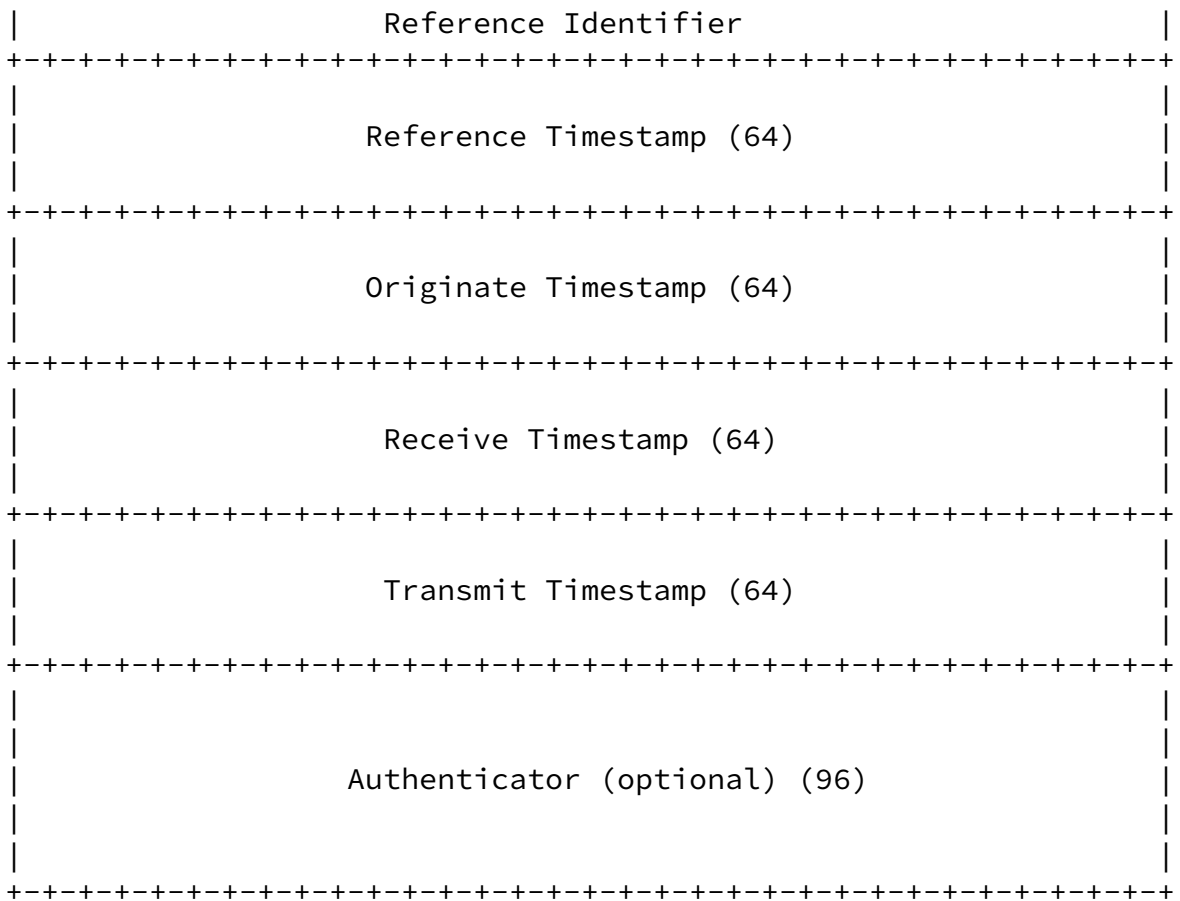 Reference Identifier
Reference Timestamp (64)
Originate Timestamp (64)
Receive Timestamp (64)
Transmit Timestamp (64)
Authenticator (optional) (96)